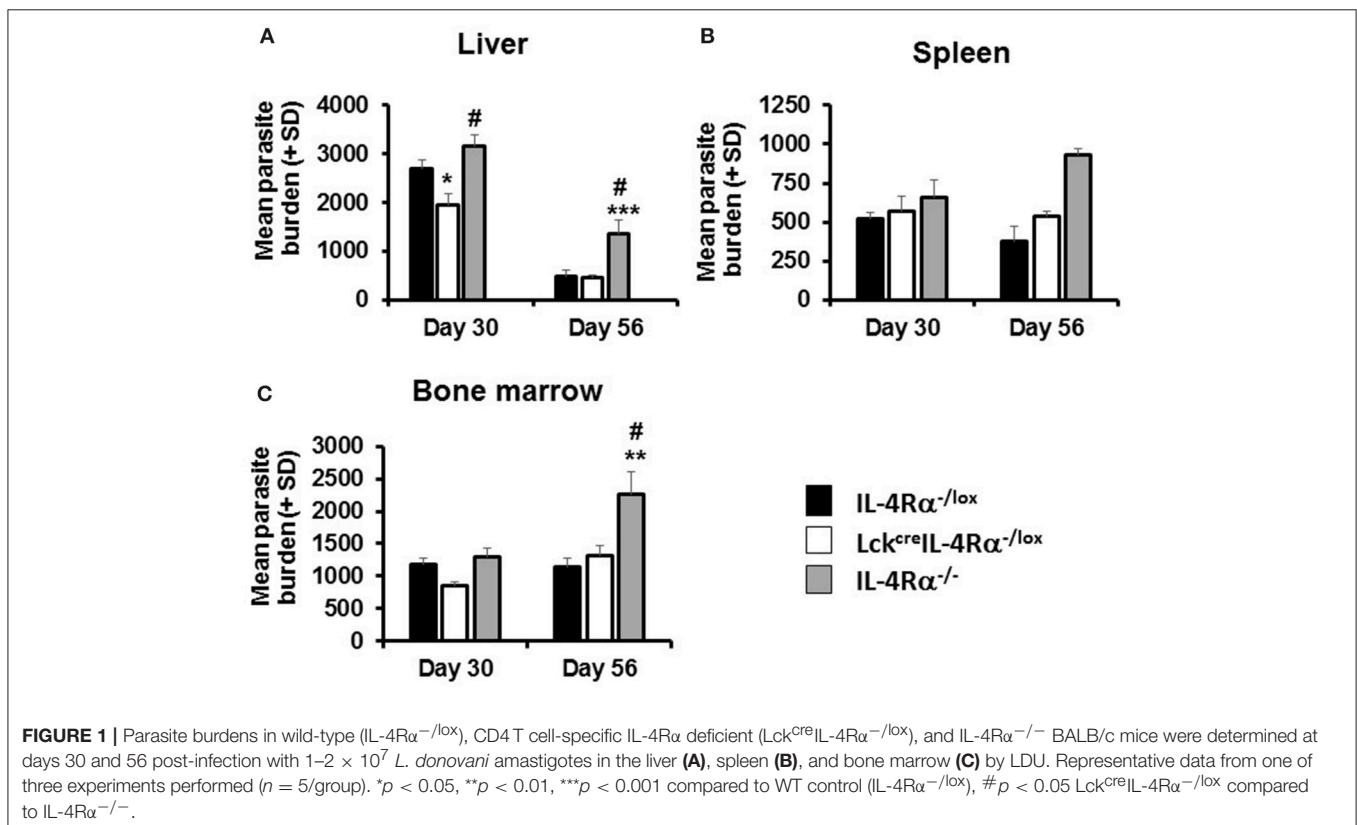 A
Liver
Mean parasite
burden (+ SD)
4000
3000
2000
1000
0
*
#
#
***
Day 30
Day 56
B
Spleen
Mean parasite
burden (+ SD)
1250
1000
750
500
250
0
Day 30
Day 56
C
Bone marrow
Mean parasite
burden (+ SD)
3000
2500
2000
1500
1000
500
0
#
**
Day 30
Day 56
IL-4Rα-/lox
LckcreIL-4Rα-/lox
IL-4Rα-/-
FIGURE 1 | Parasite burdens in wild-type (IL-4Rα−/lox), CD4 T cell-specific IL-4Rα deficient (LckcreIL-4Rα−/lox), and IL-4Rα−/− BALB/c mice were determined at
days 30 and 56 post-infection with 1–2 × 10⁷ L. donovani amastigotes in the liver (A), spleen (B), and bone marrow (C) by LDU. Representative data from one of
three experiments performed (n = 5/group). *p < 0.05, **p < 0.01, ***p < 0.001 compared to WT control (IL-4Rα−/lox), #p < 0.05 LckcreIL-4Rα−/lox compared
to IL-4Rα−/−.